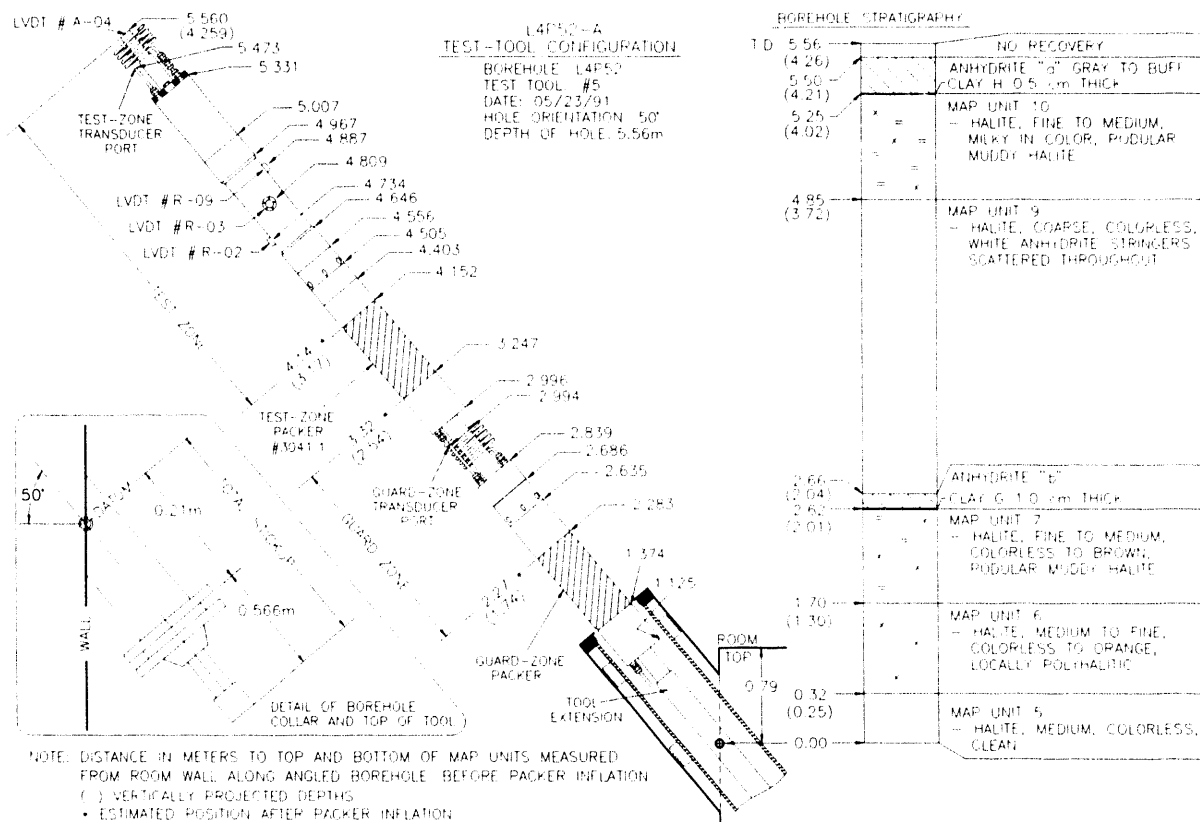 L4P52-A
TEST-TOOL CONFIGURATION
BOREHOLE L4P52
TEST TOOL #5
DATE: 05/23/91
HOLE ORIENTATION 50°
DEPTH OF HOLE: 5.56m
LVDT # A-04
5.560
(4.259)
5.473
5.331
TEST-ZONE
TRANSDUCER
PORT
5.007
4.967
4.887
4.809
LVDT #R-09
4.734
LVDT #R-03
4.646
LVDT #R-02
4.556
4.505
4.403
4.152
TEST ZONE
3.247
TEST-ZONE
PACKER
#3041 1
3.32 *
(2.54)
2.996
2.994
GUARD-ZONE
TRANSDUCER
PORT
2.839
2.686
2.635
2.283
GUARD ZONE
2.27 *
(1.74)
1.374
1.125
GUARD-ZONE
PACKER
TOOL
EXTENSION
ROOM
TOP
0.79
50°
DATUM
0.21m
TOTAL STICKUP
0.566m
WALL
DETAIL OF BOREHOLE
COLLAR AND TOP OF TOOL
BOREHOLE STRATIGRAPHY
T.D. 5.56
(4.26)
NO RECOVERY
5.50
(4.21)
ANHYDRITE "a" GRAY TO BUFF
CLAY H 0.5 cm THICK
5.25
(4.02)
MAP UNIT 10
- HALITE, FINE TO MEDIUM,
MILKY IN COLOR, PODULAR
MUDDY HALITE
4.85
(3.72)
MAP UNIT 9
- HALITE, COARSE, COLORLESS,
WHITE ANHYDRITE STRINGERS
SCATTERED THROUGHOUT
2.66
(2.04)
ANHYDRITE "b"
CLAY G 1.0 cm THICK
2.62
(2.01)
MAP UNIT 7
- HALITE, FINE TO MEDIUM,
COLORLESS TO BROWN,
PODULAR MUDDY HALITE
1.70
(1.30)
MAP UNIT 6
- HALITE, MEDIUM TO FINE,
COLORLESS TO ORANGE,
LOCALLY POLYHALITIC
0.32
(0.25)
MAP UNIT 5
- HALITE, MEDIUM, COLORLESS,
CLEAN
0.00
NOTE: DISTANCE IN METERS TO TOP AND BOTTOM OF MAP UNITS MEASURED
FROM ROOM WALL ALONG ANGLED BOREHOLE BEFORE PACKER INFLATION
( ) VERTICALLY PROJECTED DEPTHS
* ESTIMATED POSITION AFTER PACKER INFLATION